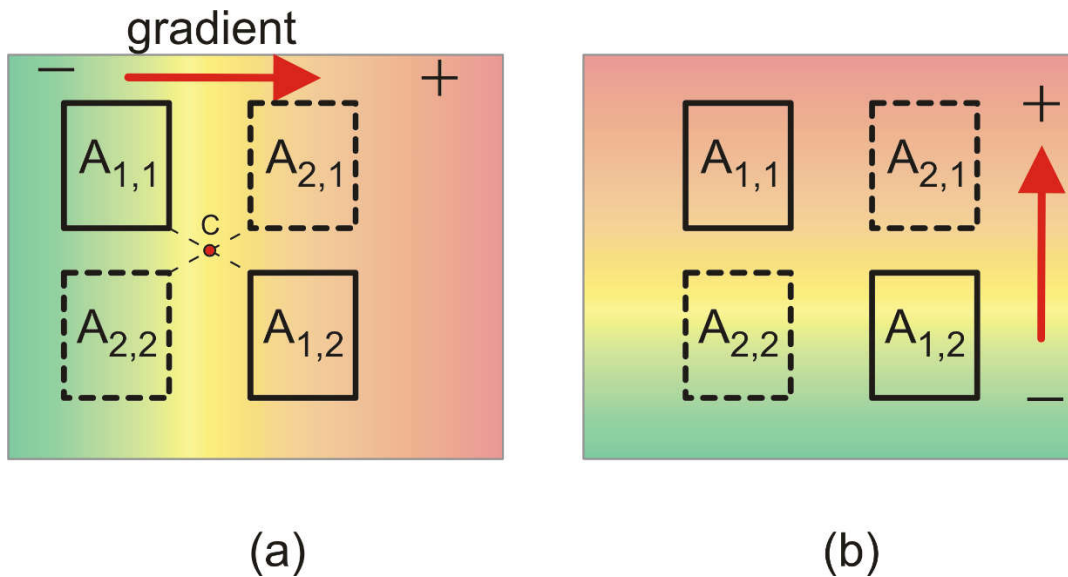 gradient
− +
A1,1 A2,1
C
A2,2 A1,2
(a)
+
A1,1 A2,1
A2,2 A1,2
−
(b)